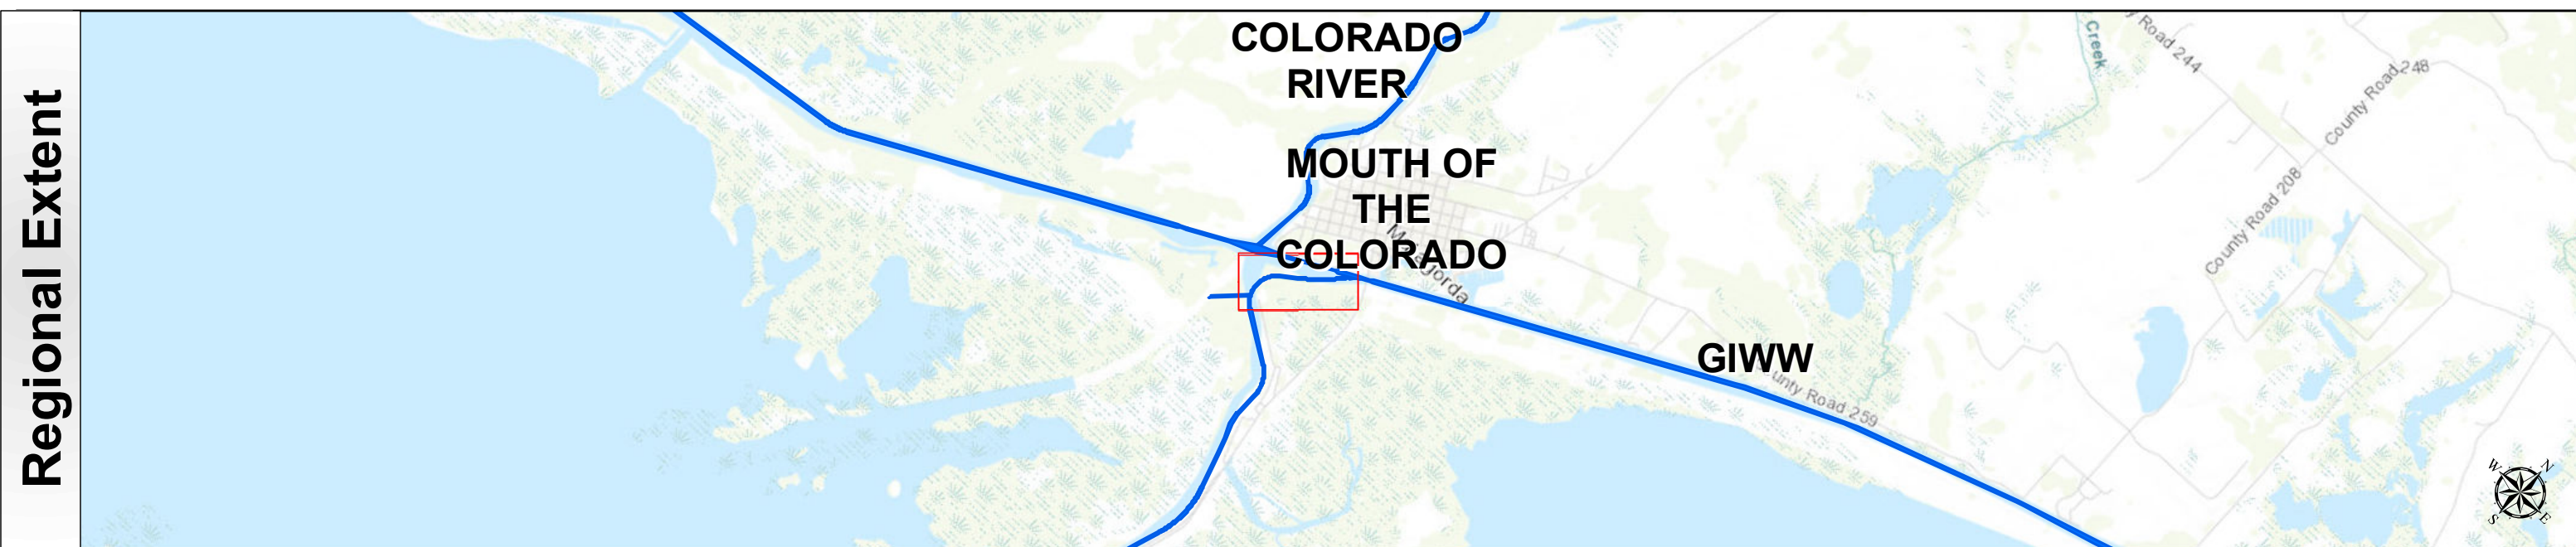 Regional Extent
COLORADO
RIVER
MOUTH OF
THE
COLORADO
Matagorda
GIWW
County Road 259
Creek
y Road 244
County Road 248
County Road 208
W
N
S
E